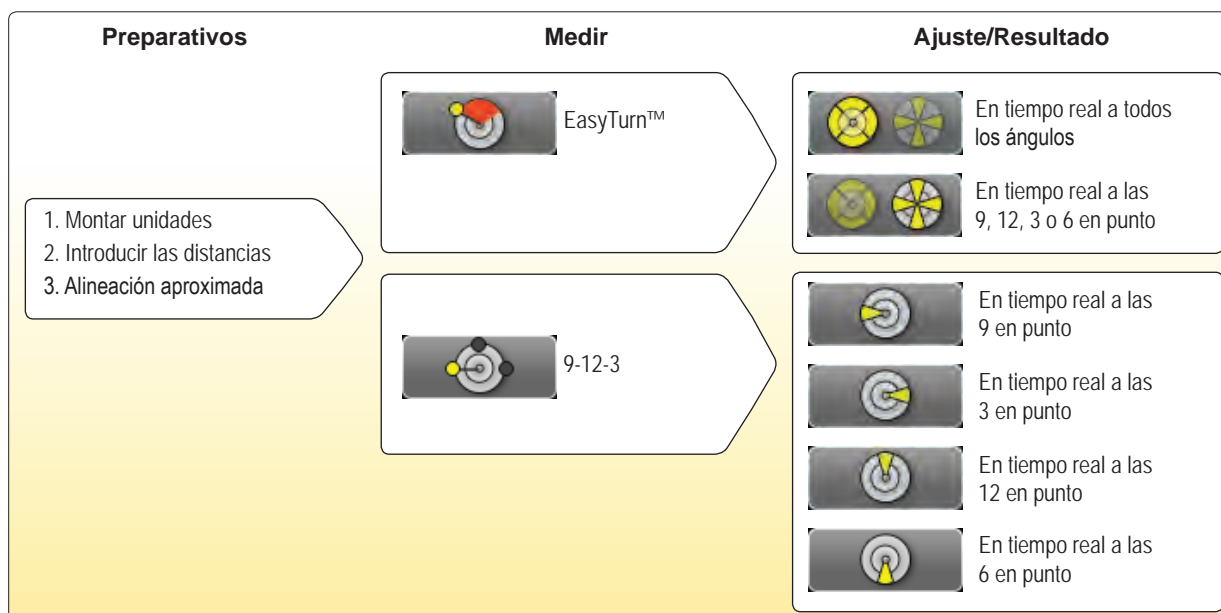 Preparativos
1. Montar unidades
2. Introducir las distancias
3. Alineación aproximada
Medir
EasyTurn™
9-12-3
Ajuste/Resultado
En tiempo real a todos
los ángulos
En tiempo real a las
9, 12, 3 o 6 en punto
En tiempo real a las
9 en punto
En tiempo real a las
3 en punto
En tiempo real a las
12 en punto
En tiempo real a las
6 en punto